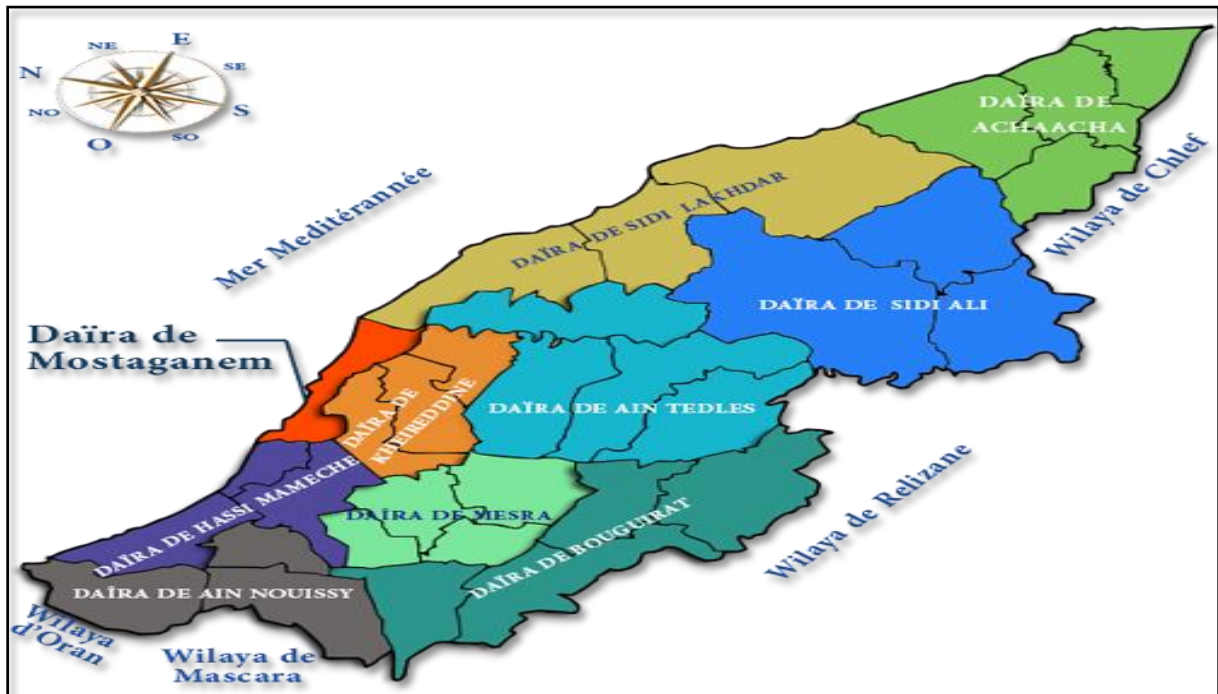 E
NE
SE
N
S
NO
SO
O
DAÏRA DE
ACHAACHA
Wilaya de Chlef
Mer Meditérannée
DAÏRA DE SIDI LAKHDAR
DAÏRA DE SIDI ALI
Daïra de
Mostaganem
DAÏRA DE
KHEIREDDINE
DAÏRA DE AIN TEDLES
DAÏRA DE HASSI MAMECHE
DAÏRA DE MESRA
DAÏRA DE BOUGUIRAT
Wilaya de Relizane
DAÏRA DE AIN NOUISSY
Wilaya
d'Oran
Wilaya de
Mascara